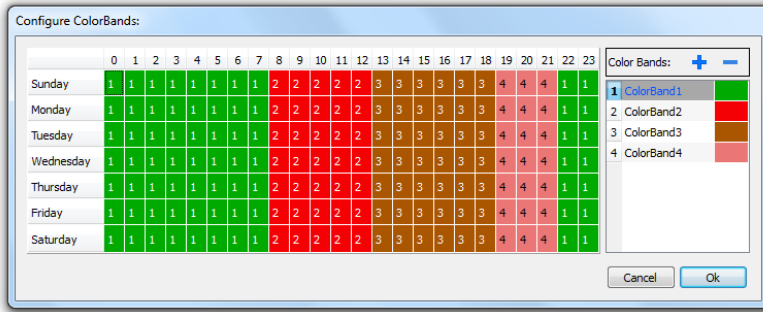 Configure ColorBands:
0 1 2 3 4 5 6 7 8 9 10 11 12 13 14 15 16 17 18 19 20 21 22 23
Sunday 1 1 1 1 1 1 1 1 2 2 2 2 2 3 3 3 3 3 3 4 4 4 1 1
Monday 1 1 1 1 1 1 1 1 2 2 2 2 2 3 3 3 3 3 3 4 4 4 1 1
Tuesday 1 1 1 1 1 1 1 1 2 2 2 2 2 3 3 3 3 3 3 4 4 4 1 1
Wednesday 1 1 1 1 1 1 1 1 2 2 2 2 2 3 3 3 3 3 3 4 4 4 1 1
Thursday 1 1 1 1 1 1 1 1 2 2 2 2 2 3 3 3 3 3 3 4 4 4 1 1
Friday 1 1 1 1 1 1 1 1 2 2 2 2 2 3 3 3 3 3 3 4 4 4 1 1
Saturday 1 1 1 1 1 1 1 1 2 2 2 2 2 3 3 3 3 3 3 4 4 4 1 1
Color Bands:
1 ColorBand1
2 ColorBand2
3 ColorBand3
4 ColorBand4
Cancel Ok